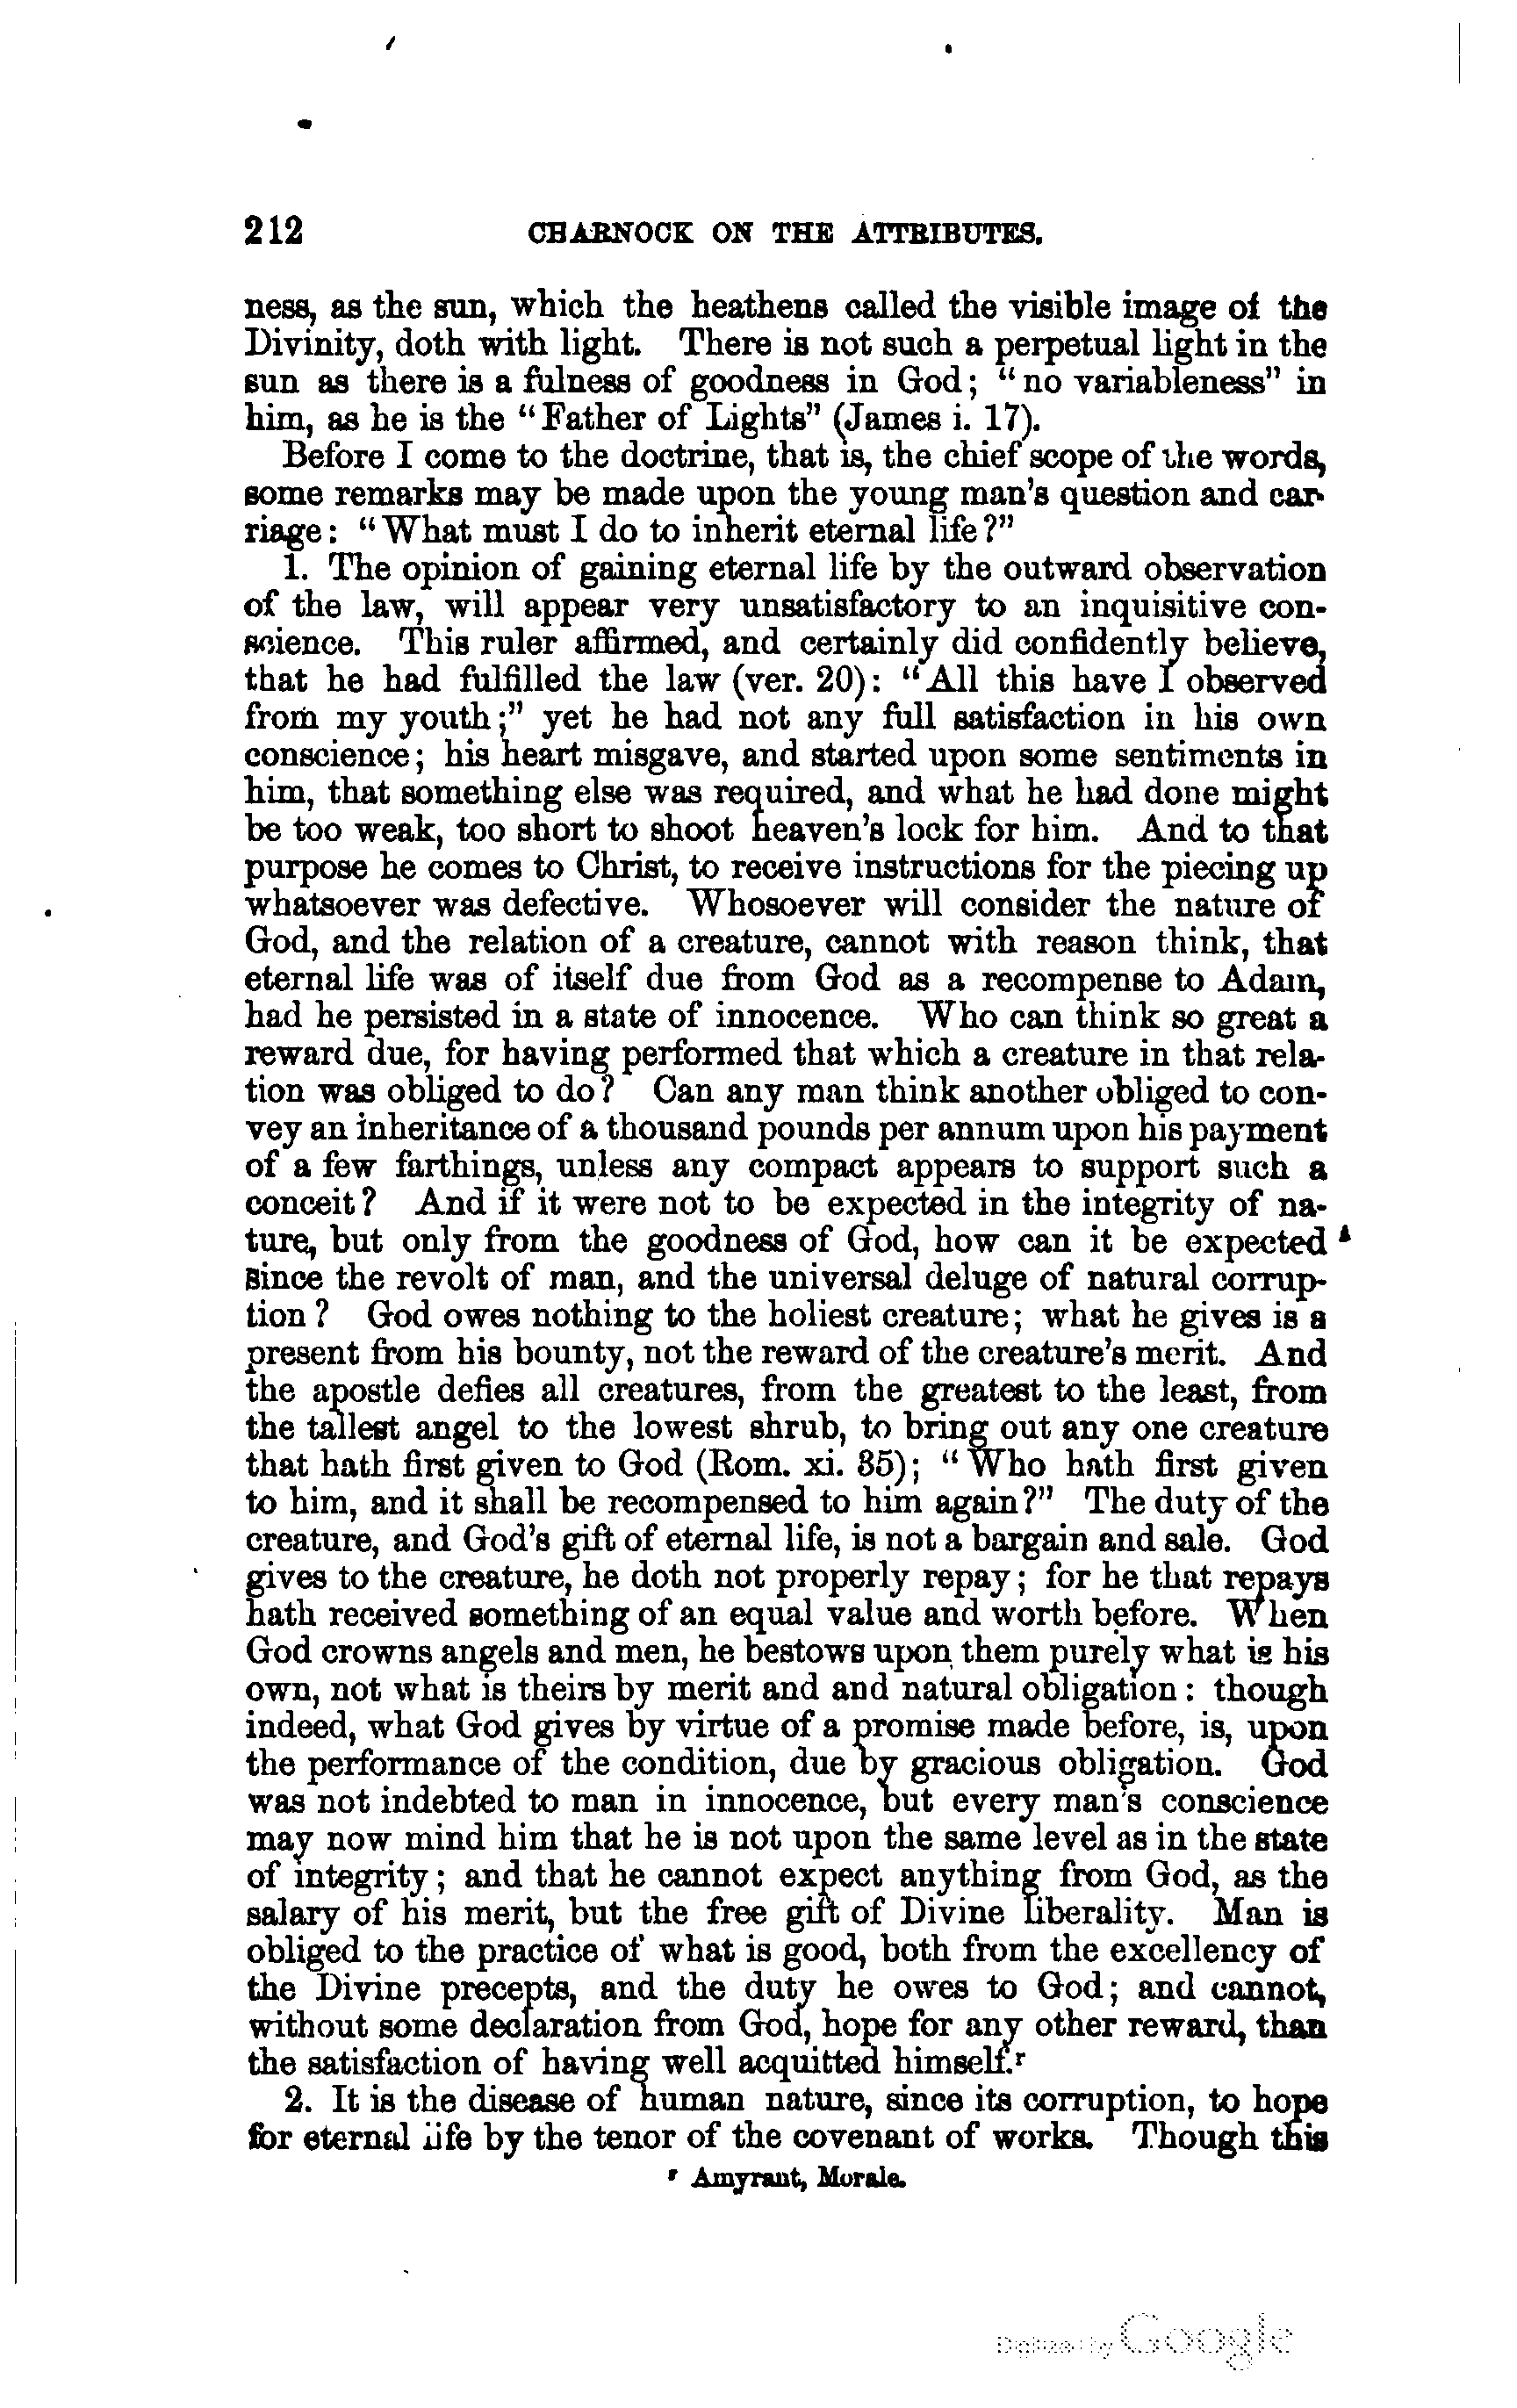 212 CHARNOCK ON THE ATTRIBUTES.
ness, as the sun, which the heathens called the visible image of the
Divinity, doth with light. There is not such a perpetual light in the
sun as there is a fulness of goodness in God; "no variableness" in
him, as he is the "Father of Lights" (James i. 17).
Before I come to the doctrine, that is, the chief scope of the words,
some remarks may be made upon the young man's question and car-
riage: "What must I do to inherit eternal life?"
1. The opinion of gaining eternal life by the outward observation
of the law, will appear very unsatisfactory to an inquisitive con-
science. This ruler affirmed, and certainly did confidently believe,
that he had fulfilled the law (ver. 20): "All this have I observed
from my youth;" yet he had not any full satisfaction in his own
conscience; his heart misgave, and started upon some sentiments in
him, that something else was required, and what he had done might
be too weak, too short to shoot heaven's lock for him. And to that
purpose he comes to Christ, to receive instructions for the piecing up
whatsoever was defective. Whosoever will consider the nature of
God, and the relation of a creature, cannot with reason think, that
eternal life was of itself due from God as a recompense to Adam,
had he persisted in a state of innocence. Who can think so great a
reward due, for having performed that which a creature in that rela-
tion was obliged to do? Can any man think another obliged to con-
vey an inheritance of a thousand pounds per annum upon his payment
of a few farthings, unless any compact appears to support such a
conceit? And if it were not to be expected in the integrity of na-
ture, but only from the goodness of God, how can it be expected
since the revolt of man, and the universal deluge of natural corrup-
tion? God owes nothing to the holiest creature; what he gives is a
present from his bounty, not the reward of the creature's merit. And
the apostle defies all creatures, from the greatest to the least, from
the tallest angel to the lowest shrub, to bring out any one creature
that hath first given to God (Rom. xi. 35); "Who hath first given
to him, and it shall be recompensed to him again?" The duty of the
creature, and God's gift of eternal life, is not a bargain and sale. God
gives to the creature, he doth not properly repay; for he that repays
hath received something of an equal value and worth before. When
God crowns angels and men, he bestows upon them purely what is his
own, not what is theirs by merit and and natural obligation: though
indeed, what God gives by virtue of a promise made before, is, upon
the performance of the condition, due by gracious obligation. God
was not indebted to man in innocence, but every man's conscience
may now mind him that he is not upon the same level as in the state
of integrity; and that he cannot expect anything from God, as the
salary of his merit, but the free gift of Divine liberality. Man is
obliged to the practice of what is good, both from the excellency of
the Divine precepts, and the duty he owes to God; and cannot,
without some declaration from God, hope for any other reward, than
the satisfaction of having well acquitted himself.r
2. It is the disease of human nature, since its corruption, to hope
for eternal life by the tenor of the covenant of works. Though this
r Amyrant, Morale.
Digitized by Google